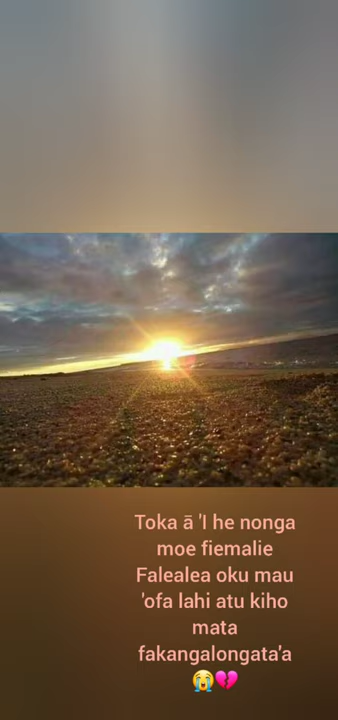 Toka ā 'I he nonga
moe fiemalie
Falealea oku mau
'ofa lahi atu kiho
mata
fakangalongata'a
😭💔